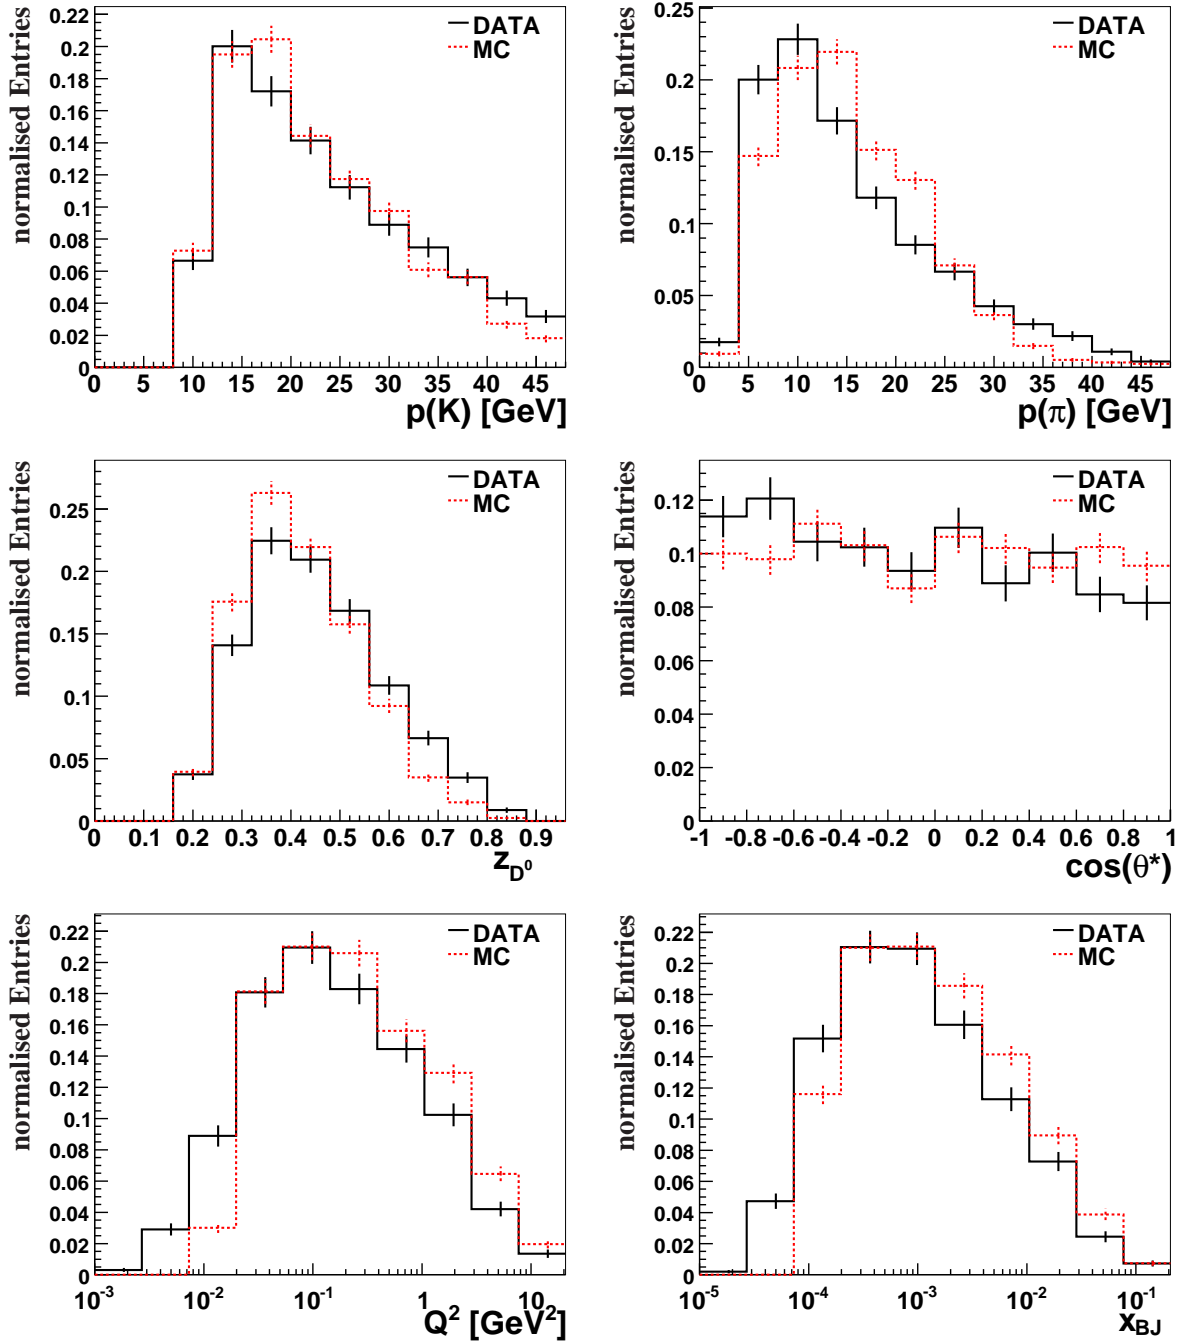 normalised Entries
0.22
0.2
0.18
0.16
0.14
0.12
0.1
0.08
0.06
0.04
0.02
0
DATA
MC
0 5 10 15 20 25 30 35 40 45
p(K) [GeV]
normalised Entries
0.25
0.2
0.15
0.1
0.05
0
DATA
MC
0 5 10 15 20 25 30 35 40 45
p(π) [GeV]
normalised Entries
0.25
0.2
0.15
0.1
0.05
0
DATA
MC
0 0.1 0.2 0.3 0.4 0.5 0.6 0.7 0.8 0.9
z_D⁰
normalised Entries
0.12
0.1
0.08
0.06
0.04
0.02
0
DATA
MC
-1 -0.8 -0.6 -0.4 -0.2 0 0.2 0.4 0.6 0.8 1
cos(θ*)
normalised Entries
0.22
0.2
0.18
0.16
0.14
0.12
0.1
0.08
0.06
0.04
0.02
0
DATA
MC
10⁻³ 10⁻² 10⁻¹ 1 10
Q² [GeV²]
normalised Entries
0.22
0.2
0.18
0.16
0.14
0.12
0.1
0.08
0.06
0.04
0.02
0
DATA
MC
10⁻⁵ 10⁻⁴ 10⁻³ 10⁻² 10⁻¹
x_BJ